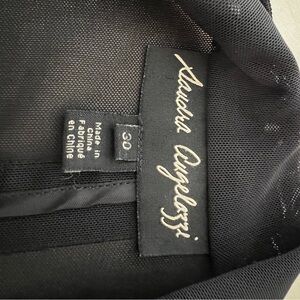 Sandra Angelozzi
30
Made in
China
Fabriqué
en Chine